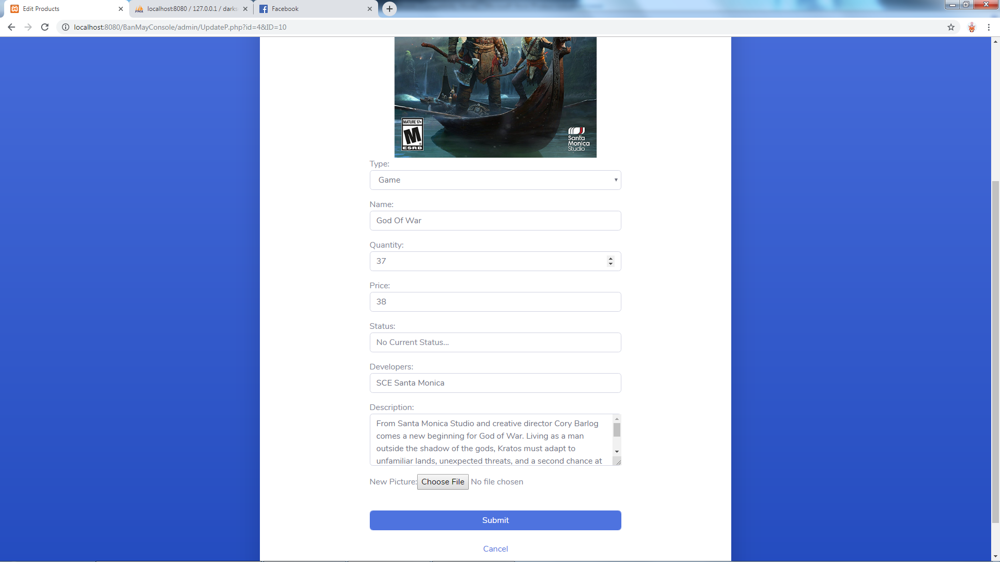 Edit Products
localhost:8080 / 127.0.0.1 / darks
Facebook
localhost:8080/BanMayConsole/admin/UpdateP.php?id=4&ID=10
MATURE 17+
M
ESRB
Santa
Monica
Studio
Type:
Game
Name:
God Of War
Quantity:
37
Price:
38
Status:
No Current Status...
Developers:
SCE Santa Monica
Description:
From Santa Monica Studio and creative director Cory Barlog
comes a new beginning for God of War. Living as a man
outside the shadow of the gods, Kratos must adapt to
unfamiliar lands, unexpected threats, and a second chance at
New Picture: Choose File No file chosen
Submit
Cancel